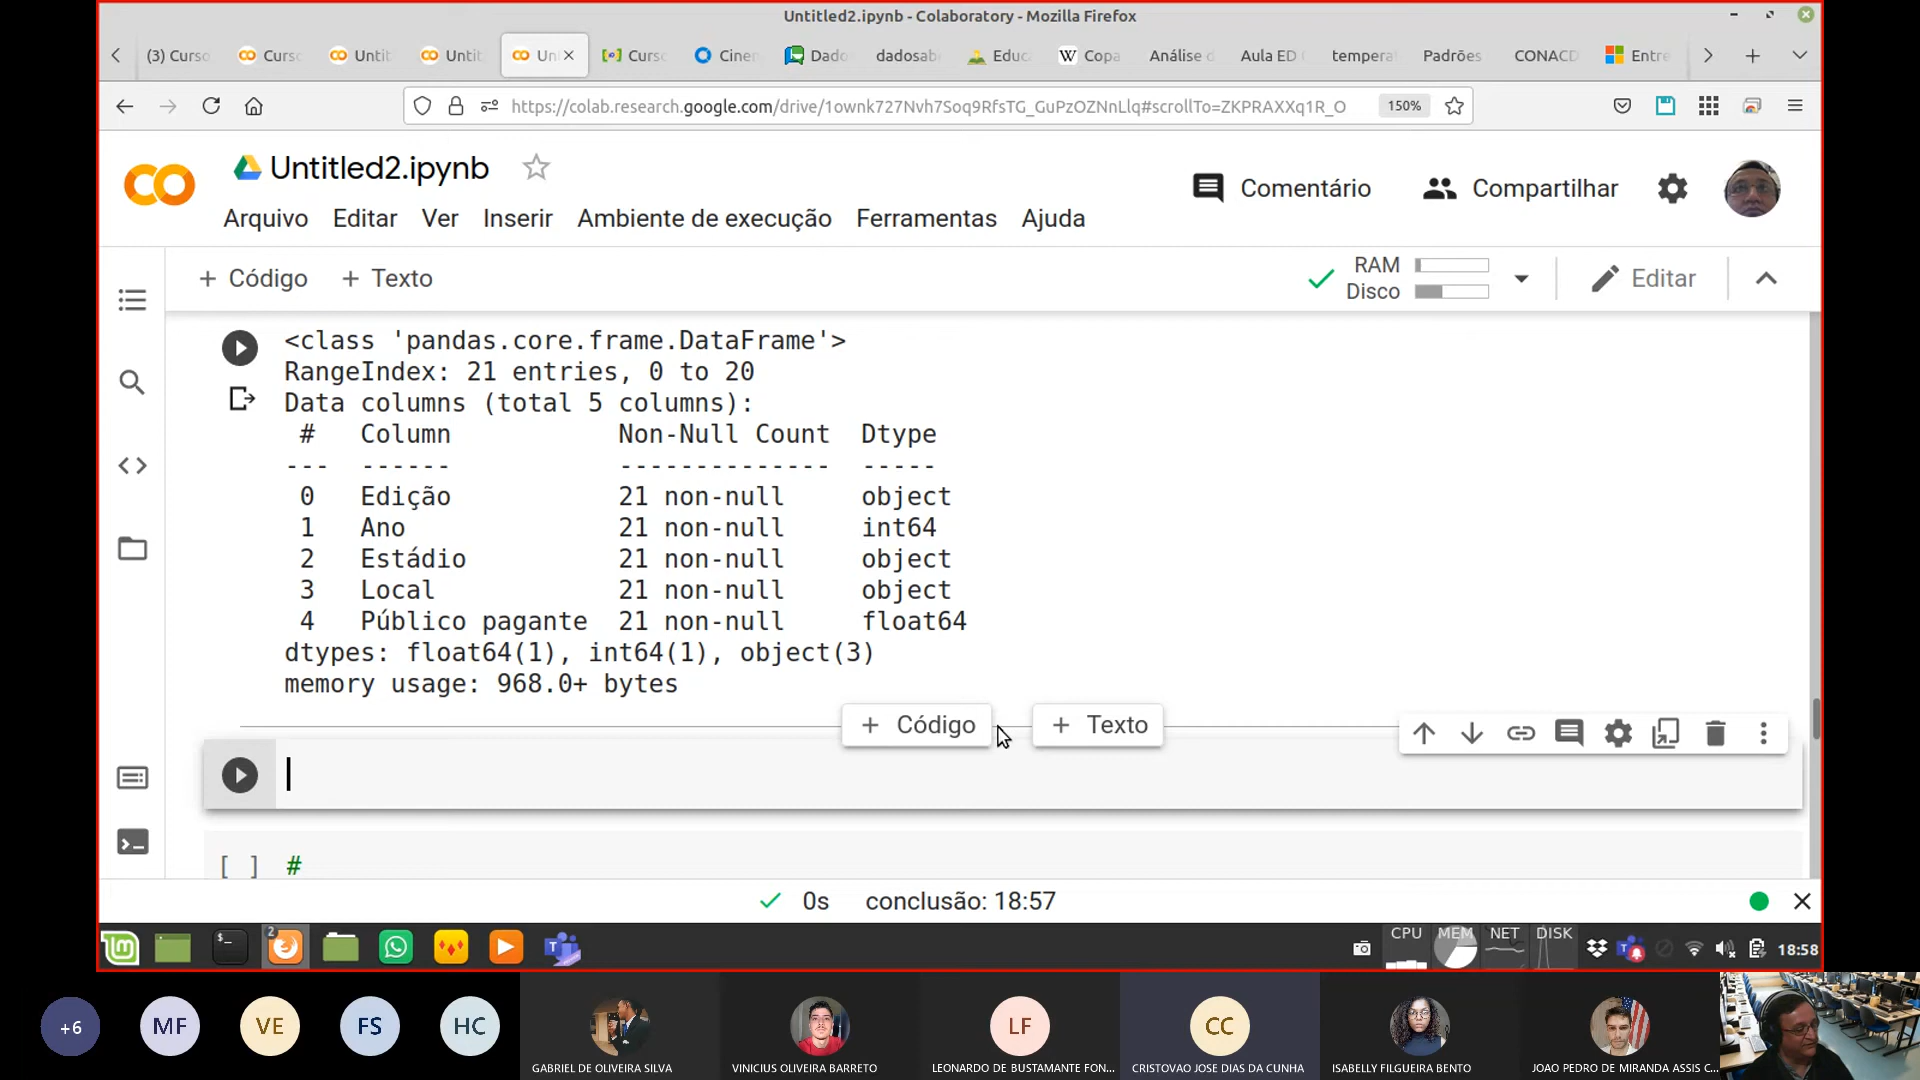 Untitled2.ipynb - Colaboratory - Mozilla Firefox
(3) Curso
Curso
Untit
Untit
Un
Curso
Cinem
Dado
dadosab
Educ
Copa
Análise d
Aula ED
tempera
Padrões
CONACD
Entre
https://colab.research.google.com/drive/1ownk727Nvh7Soq9RfsTG_GuPzOZNnLlq#scrollTo=ZKPRAXXq1R_O
150%
Untitled2.ipynb
Comentário
Compartilhar
Arquivo Editar Ver Inserir Ambiente de execução Ferramentas Ajuda
+ Código + Texto
RAM
Disco
Editar
<class 'pandas.core.frame.DataFrame'>
RangeIndex: 21 entries, 0 to 20
Data columns (total 5 columns):
# Column Non-Null Count Dtype
--- ------ -------------- -----
0 Edição 21 non-null object
1 Ano 21 non-null int64
2 Estádio 21 non-null object
3 Local 21 non-null object
4 Público pagante 21 non-null float64
dtypes: float64(1), int64(1), object(3)
memory usage: 968.0+ bytes
+ Código + Texto
[ ] #
0s conclusão: 18:57
2
CPU MEM NET DISK
18:58
+6 MF VE FS HC LF CC
GABRIEL DE OLIVEIRA SILVA
VINICIUS OLIVEIRA BARRETO
LEONARDO DE BUSTAMANTE FON...
CRISTOVAO JOSE DIAS DA CUNHA
ISABELLY FILGUEIRA BENTO
JOAO PEDRO DE MIRANDA ASSIS C...